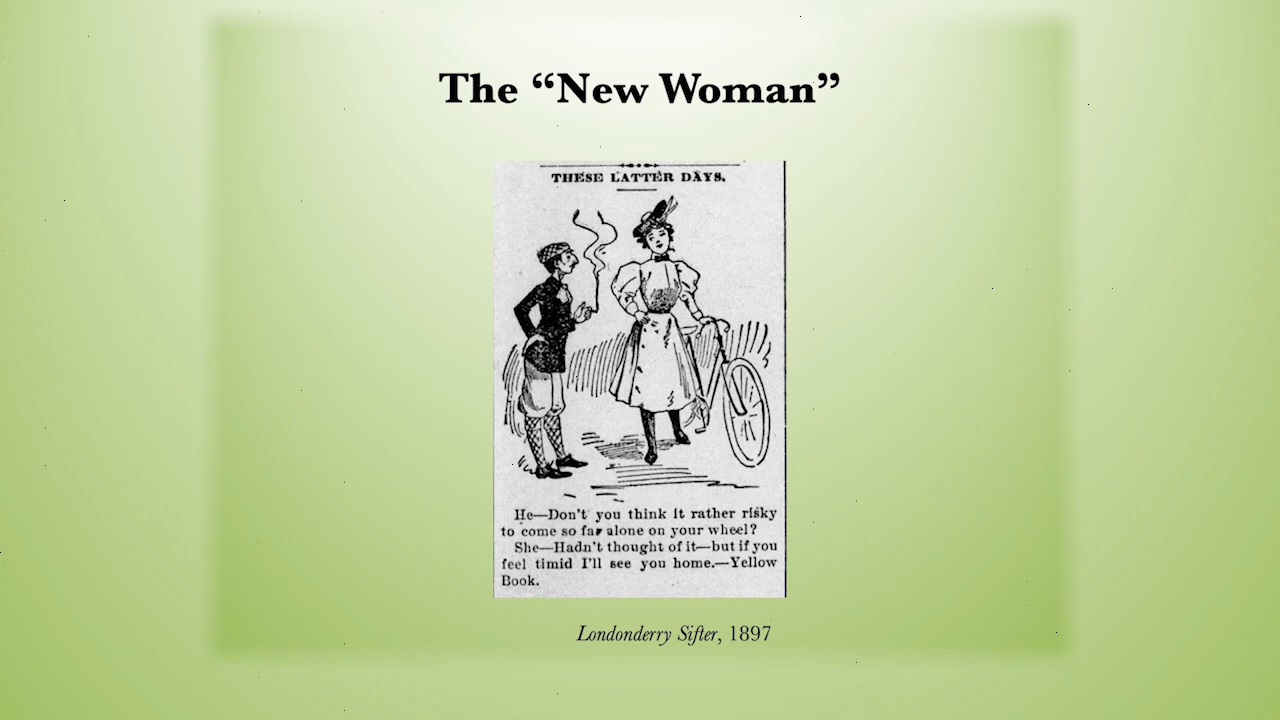 The “New Woman”
THESE LATTER DAYS.
He—Don't you think it rather risky
to come so far alone on your wheel?
She—Hadn't thought of it—but if you
feel timid I'll see you home.—Yellow
Book.
Londonderry Sifter, 1897